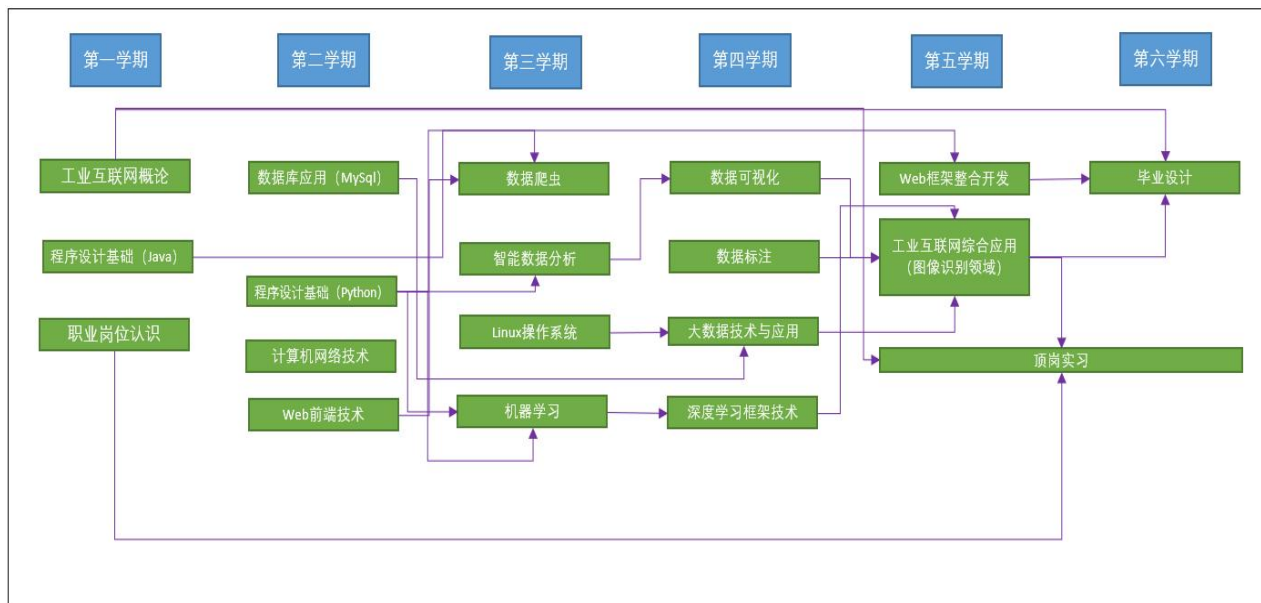 第一学期
第二学期
第三学期
第四学期
第五学期
第六学期
工业互联网概论
数据库应用（MySql）
数据爬虫
数据可视化
Web框架整合开发
毕业设计
程序设计基础（Java）
智能数据分析
数据标注
工业互联网综合应用
（图像识别领域）
程序设计基础（Python）
职业岗位认识
Linux操作系统
大数据技术与应用
计算机网络技术
顶岗实习
Web前端技术
机器学习
深度学习框架技术